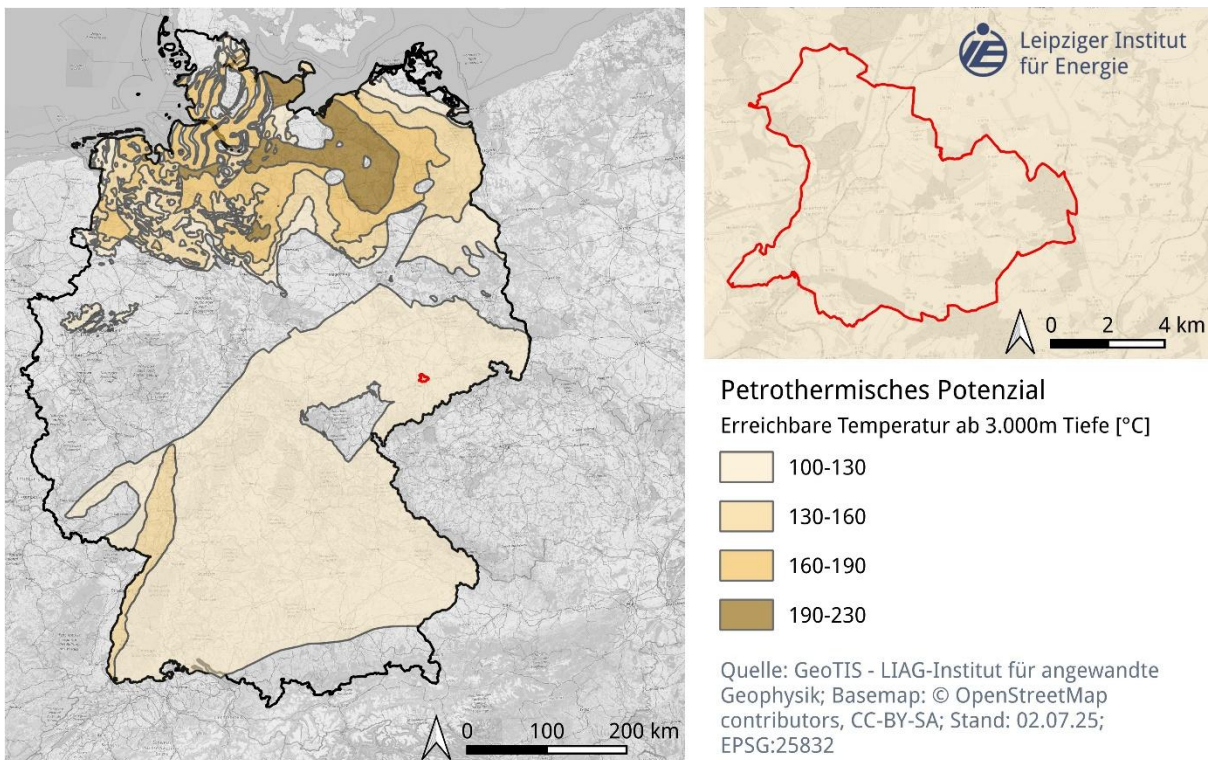 Leipziger Institut
für Energie
0 2 4 km
Petrothermisches Potenzial
Erreichbare Temperatur ab 3.000m Tiefe [°C]
100-130
130-160
160-190
190-230
Quelle: GeoTIS - LIAG-Institut für angewandte
Geophysik; Basemap: © OpenStreetMap
contributors, CC-BY-SA; Stand: 02.07.25;
EPSG:25832
0 100 200 km